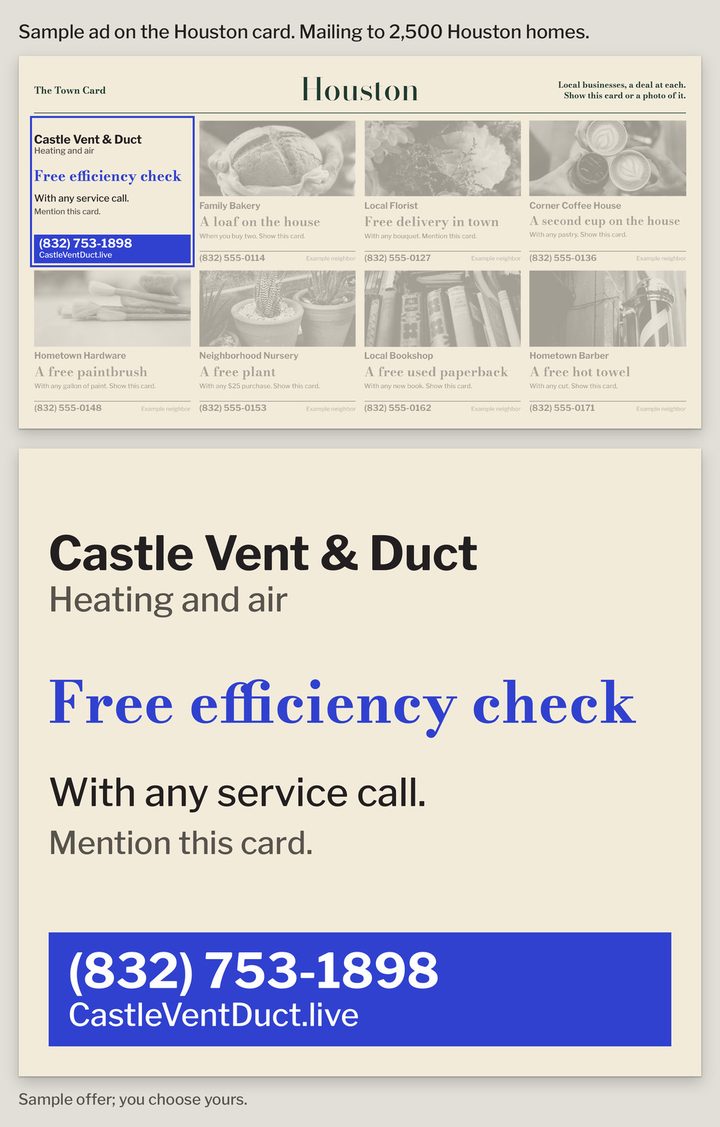 Sample ad on the Houston card. Mailing to 2,500 Houston homes.
The Town Card
Houston
Local businesses, a deal at each.
Show this card or a photo of it.
Castle Vent & Duct
Heating and air
Free efficiency check
With any service call.
Mention this card.
(832) 753-1898
CastleVentDuct.live
Family Bakery
A loaf on the house
When you buy two. Show this card.
(832) 555-0114
Example neighbor
Local Florist
Free delivery in town
With any bouquet. Mention this card.
(832) 555-0127
Example neighbor
Corner Coffee House
A second cup on the house
With any pastry. Show this card.
(832) 555-0136
Example neighbor
Hometown Hardware
A free paintbrush
With any gallon of paint. Show this card.
(832) 555-0148
Example neighbor
Neighborhood Nursery
A free plant
With any $25 purchase. Show this card.
(832) 555-0153
Example neighbor
Local Bookshop
A free used paperback
With any new book. Show this card.
(832) 555-0162
Example neighbor
Hometown Barber
A free hot towel
With any cut. Show this card.
(832) 555-0171
Example neighbor
Castle Vent & Duct
Heating and air
Free efficiency check
With any service call.
Mention this card.
(832) 753-1898
CastleVentDuct.live
Sample offer; you choose yours.